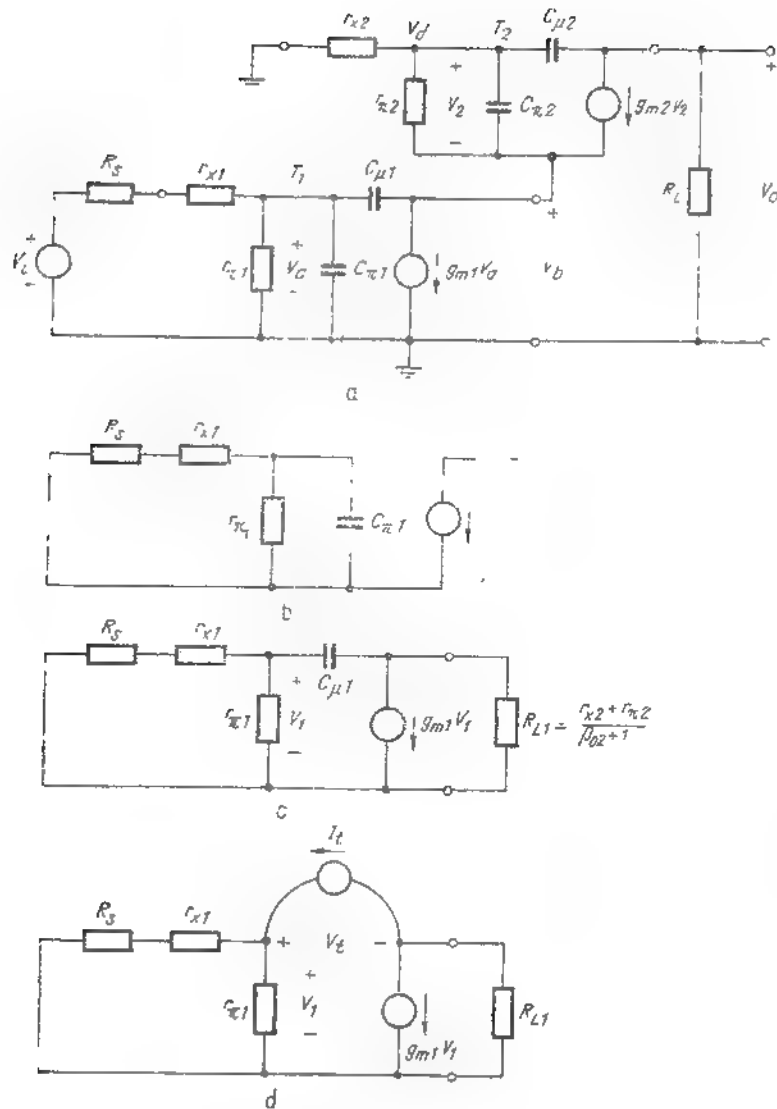 r_x2 V_d T_2 C_μ2
r_π2 + V_2 − C_π2 g_m2 V_2
R_s r_x1 T_1 C_μ1 + R_L V_o +
V_i + − r_π1 + V_a − C_π1 g_m1 V_a v_b
a
R_s r_x1
r_π1 C_π1
b
R_s r_x1 C_μ1
r_π1 + V_1 − g_m1 V_1 R_L1 = (r_x2 + r_π2) / (β_02 + 1)
c
I_t
R_s r_x1 + V_t −
r_π1 + V_1 − g_m1 V_1 R_L1
d